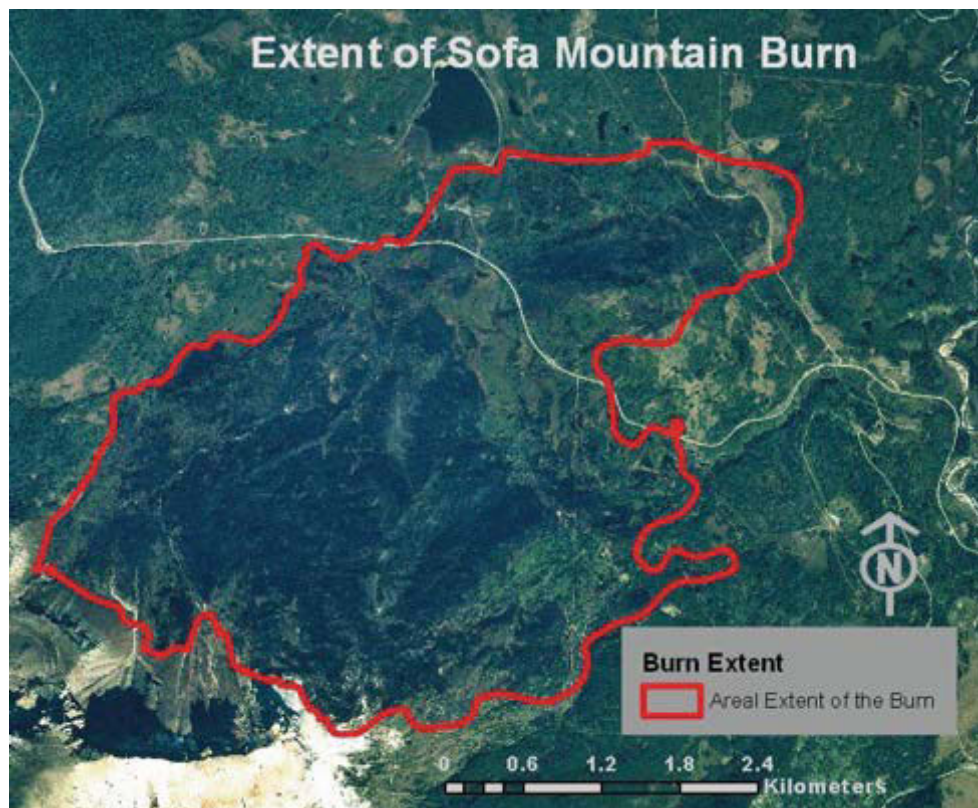 Extent of Sofa Mountain Burn
N
Burn Extent
Areal Extent of the Burn
0 0.6 1.2 1.8 2.4
Kilometers